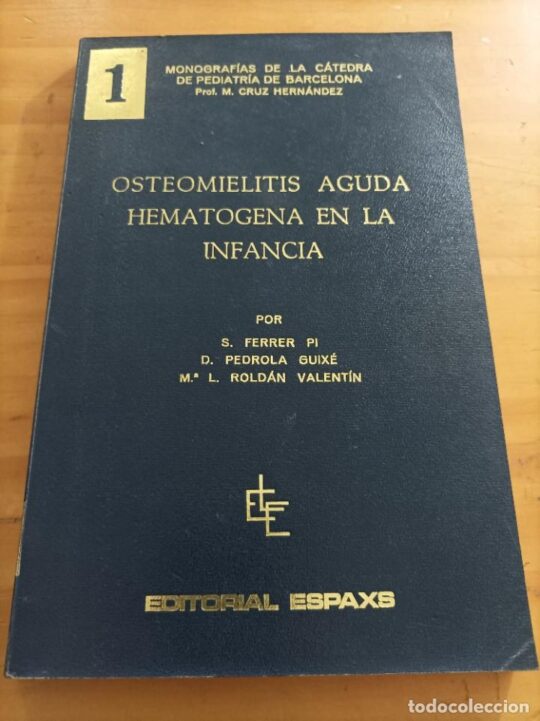 1
MONOGRAFÍAS DE LA CÁTEDRA
DE PEDIATRÍA DE BARCELONA
Prof. M. CRUZ HERNÁNDEZ
OSTEOMIELITIS AGUDA
HEMATOGENA EN LA
INFANCIA
POR
S. FERRER PI
D. PEDROLA GUIXÉ
M.ª L. ROLDÁN VALENTÍN
EDITORIAL ESPAXS
todocoleccion